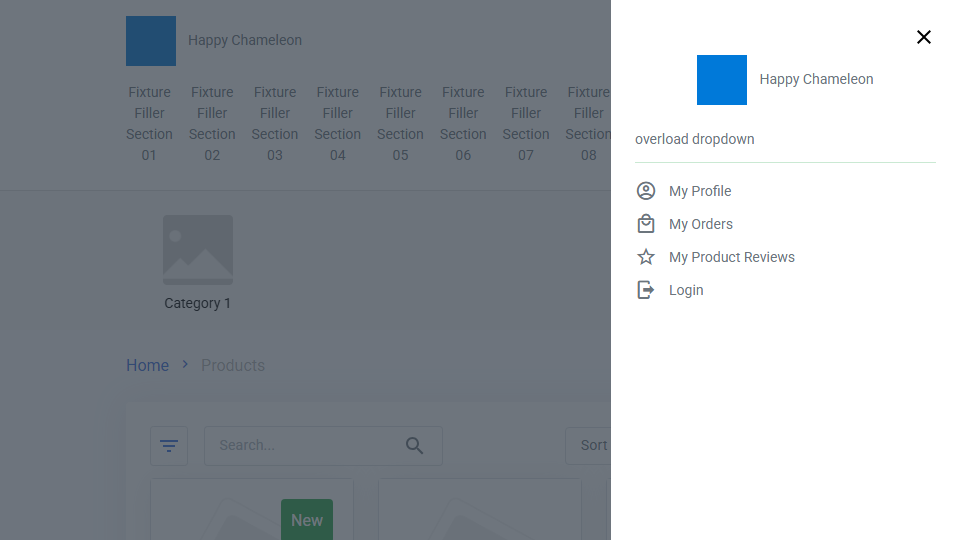 Happy Chameleon
Fixture Filler Section 01
Fixture Filler Section 02
Fixture Filler Section 03
Fixture Filler Section 04
Fixture Filler Section 05
Fixture Filler Section 06
Fixture Filler Section 07
Fixture Filler Section 08
Category 1
Home
Products
Search...
Sort
New
Happy Chameleon
overload dropdown
My Profile
My Orders
My Product Reviews
Login